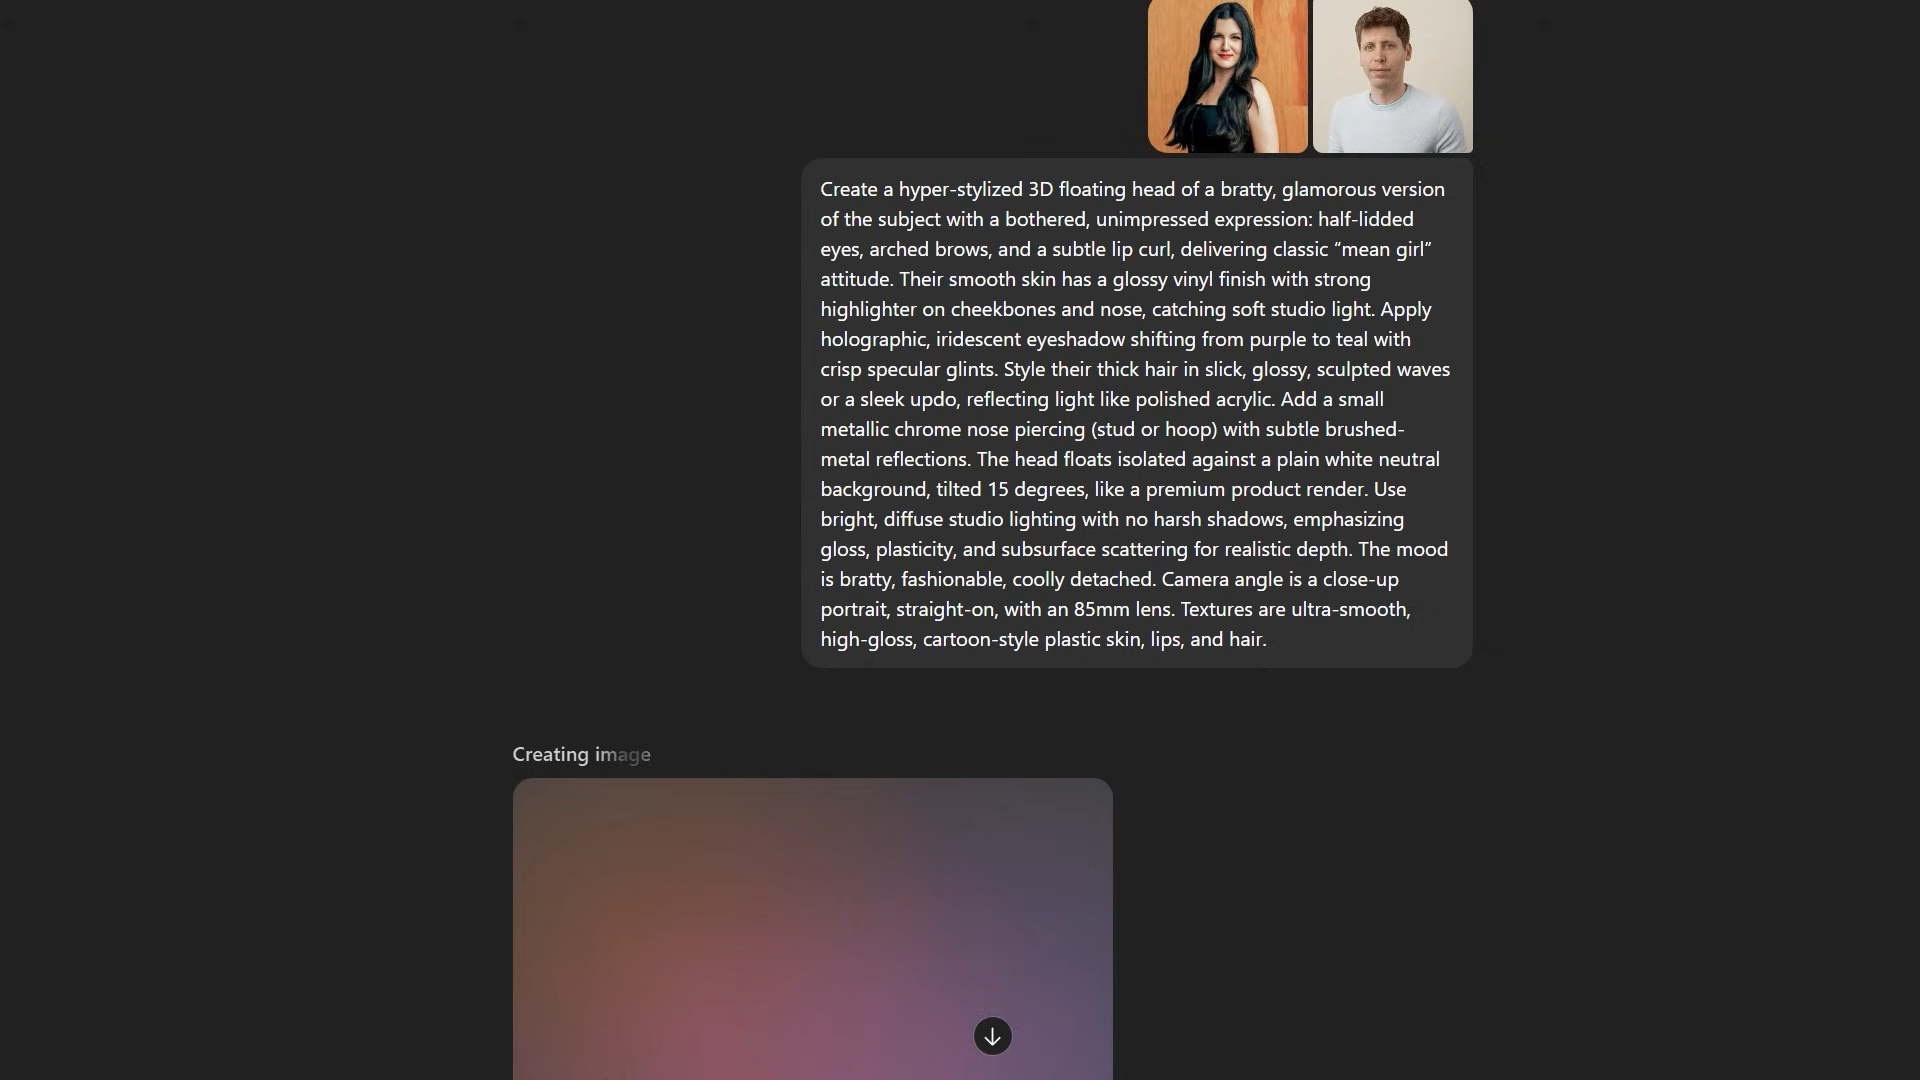 Create a hyper-stylized 3D floating head of a bratty, glamorous version
of the subject with a bothered, unimpressed expression: half-lidded
eyes, arched brows, and a subtle lip curl, delivering classic “mean girl”
attitude. Their smooth skin has a glossy vinyl finish with strong
highlighter on cheekbones and nose, catching soft studio light. Apply
holographic, iridescent eyeshadow shifting from purple to teal with
crisp specular glints. Style their thick hair in slick, glossy, sculpted waves
or a sleek updo, reflecting light like polished acrylic. Add a small
metallic chrome nose piercing (stud or hoop) with subtle brushed-
metal reflections. The head floats isolated against a plain white neutral
background, tilted 15 degrees, like a premium product render. Use
bright, diffuse studio lighting with no harsh shadows, emphasizing
gloss, plasticity, and subsurface scattering for realistic depth. The mood
is bratty, fashionable, coolly detached. Camera angle is a close-up
portrait, straight-on, with an 85mm lens. Textures are ultra-smooth,
high-gloss, cartoon-style plastic skin, lips, and hair.
Creating image